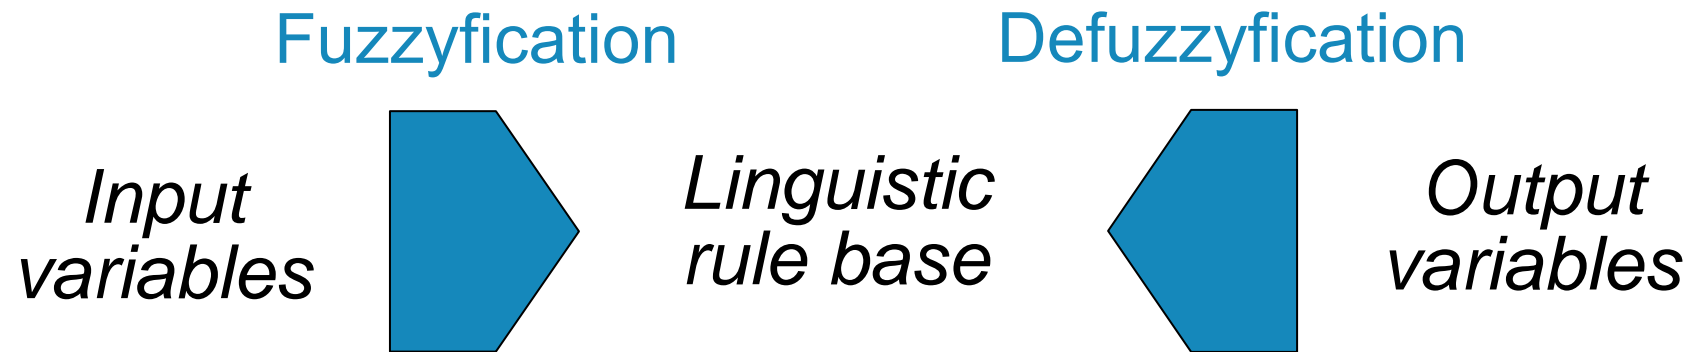 Fuzzyfication
Defuzzyfication
Input
variables
Linguistic
rule base
Output
variables